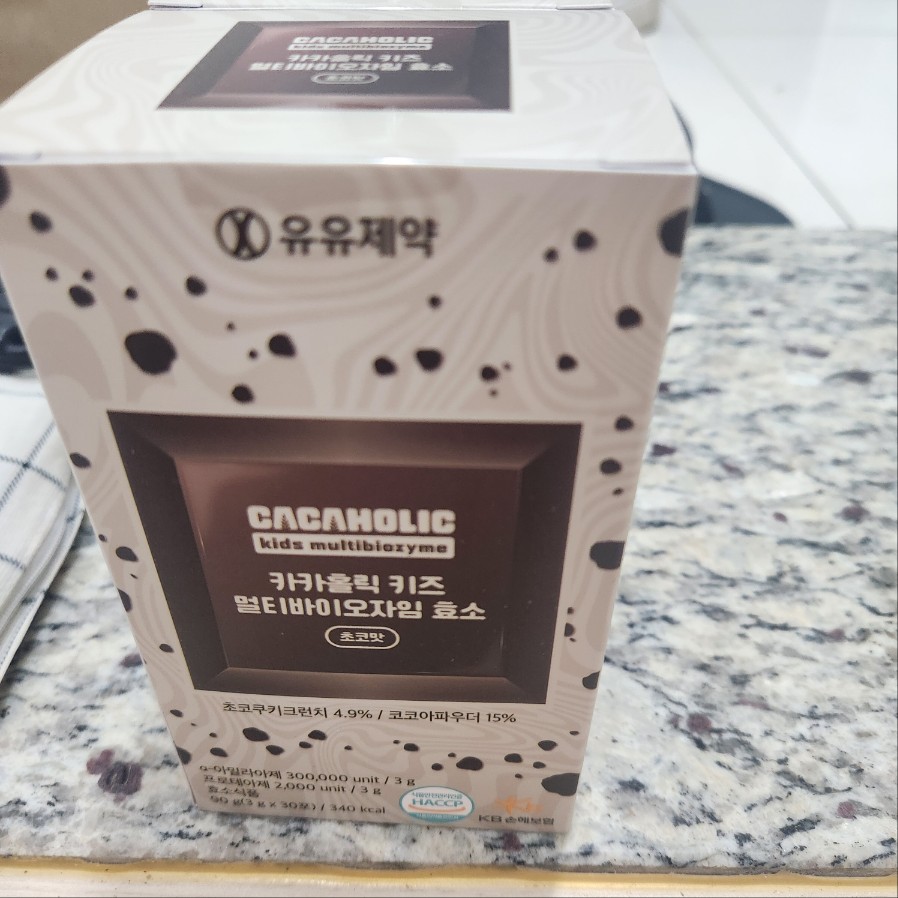 CACAHOLIC
kids multibiozyme
카카홀릭 키즈
멀티바이오자임 효소
초코맛
유유제약
CACAHOLIC
kids multibiozyme
카카홀릭 키즈
멀티바이오자임 효소
초코맛
초코쿠키크런치 4.9% / 코코아파우더 15%
α-아밀라아제 300,000 unit / 3 g
프로테아제 2,000 unit / 3 g
효소식품
90 g(3 g x 30포) / 340 kcal
HACCP
KB 손해보험